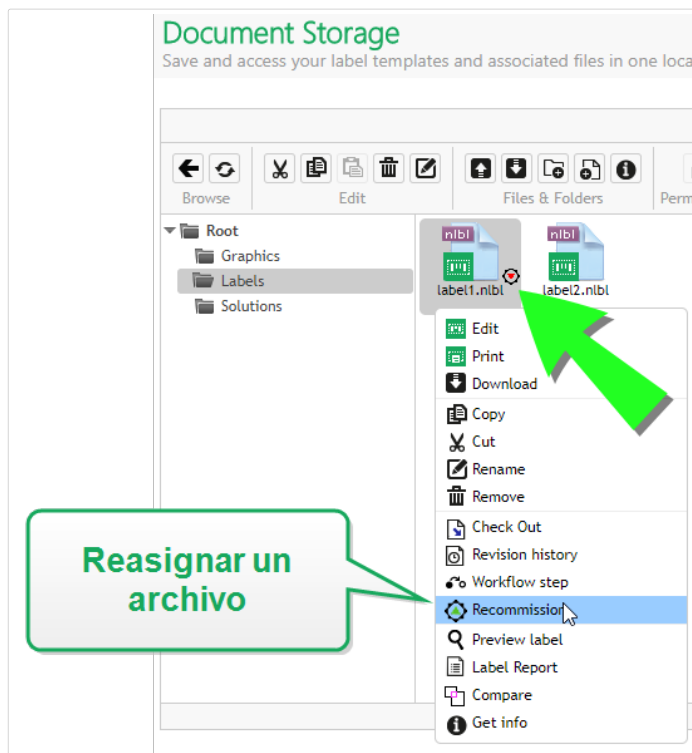 Document Storage
Save and access your label templates and associated files in one loca
Browse
Edit
Files & Folders
Perm
Root
Graphics
Labels
Solutions
nlbl
nlbl
label1.nlbl
label2.nlbl
Edit
Print
Download
Copy
Cut
Rename
Remove
Check Out
Revision history
Workflow step
Recommission
Preview label
Label Report
Compare
Get info
Reasignar un
archivo